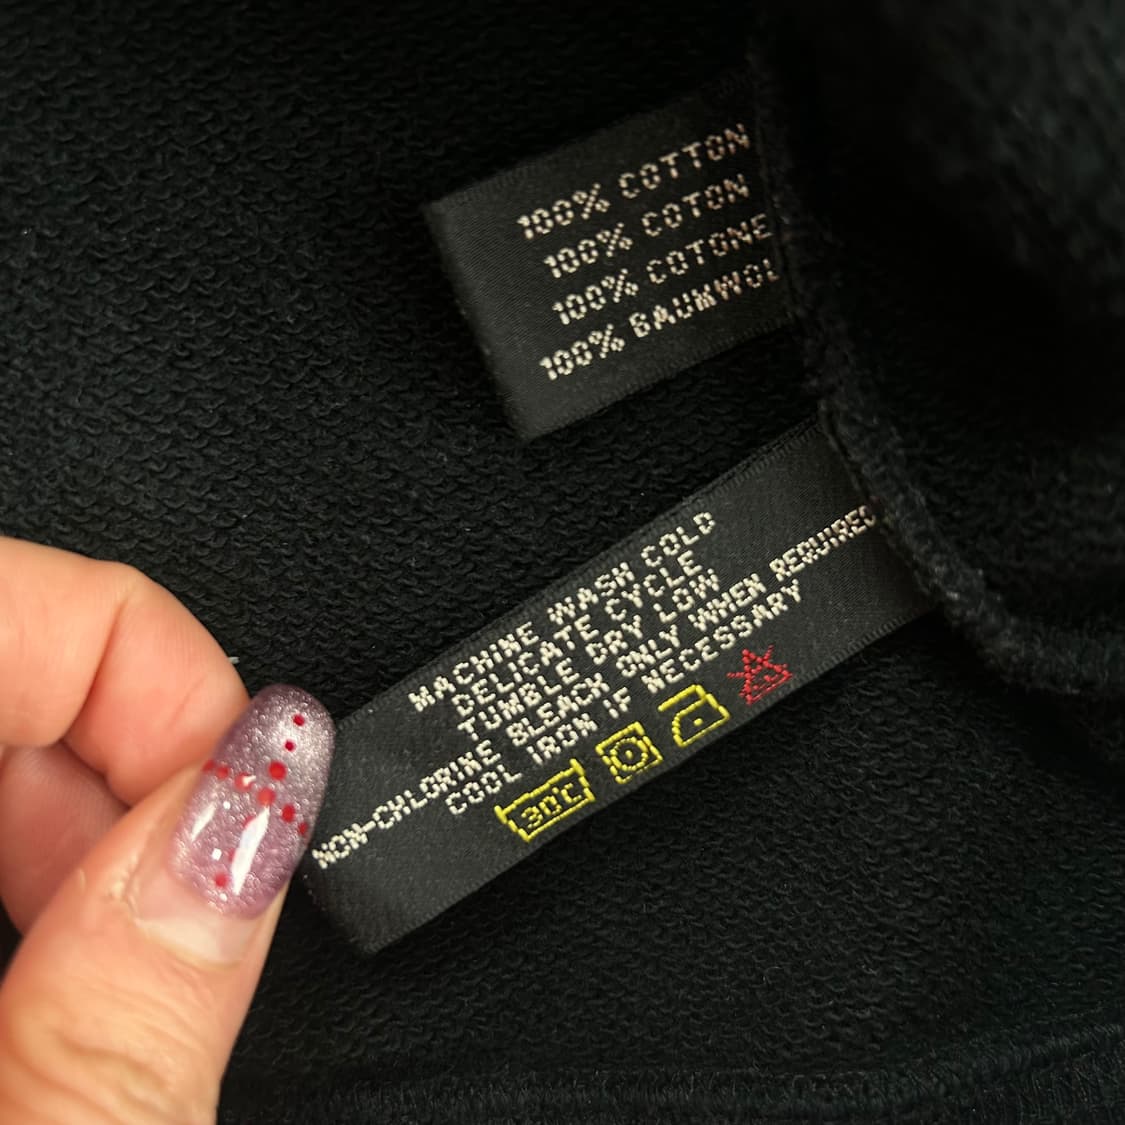 100% COTTON
100% COTON
100% COTONE
100% BAUMWOL
MACHINE WASH COLD
DELICATE CYCLE
TUMBLE DRY LOW
NON-CHLORINE BLEACH ONLY WHEN REQUIRED
COOL IRON IF NECESSARY
30°C